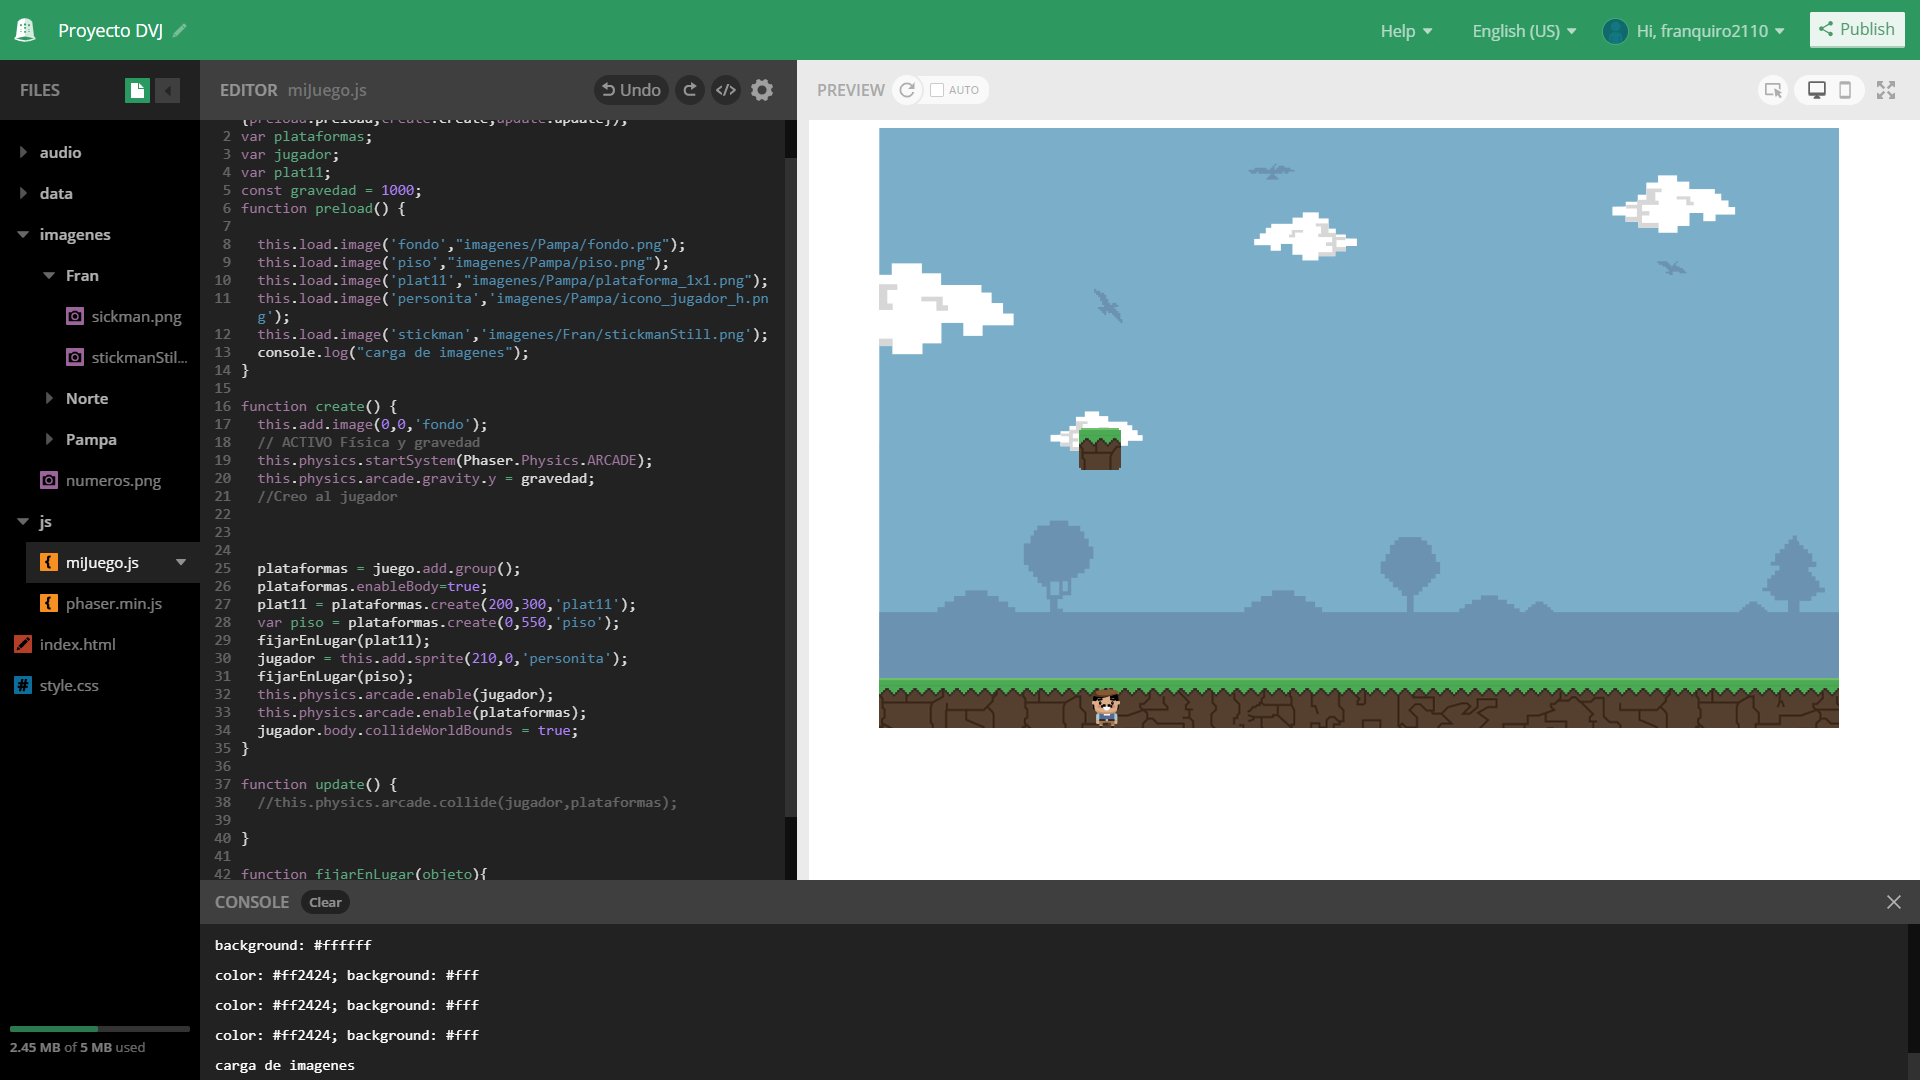 Proyecto DVJ
Help
English (US)
Hi, franquiro2110
Publish
FILES
EDITOR miJuego.js
Undo
PREVIEW
AUTO
audio
data
imagenes
Fran
sickman.png
stickmanStil...
Norte
Pampa
numeros.png
js
miJuego.js
phaser.min.js
index.html
style.css
2.45 MB of 5 MB used
{preload:preload,create:create,update:update});
2 var plataformas;
3 var jugador;
4 var plat11;
5 const gravedad = 1000;
6 function preload() {
7
8 this.load.image('fondo',"imagenes/Pampa/fondo.png");
9 this.load.image('piso',"imagenes/Pampa/piso.png");
10 this.load.image('plat11',"imagenes/Pampa/plataforma_1x1.png");
11 this.load.image('personita','imagenes/Pampa/icono_jugador_h.pn
g');
12 this.load.image('stickman','imagenes/Fran/stickmanStill.png');
13 console.log("carga de imagenes");
14 }
15
16 function create() {
17 this.add.image(0,0,'fondo');
18 // ACTIVO Física y gravedad
19 this.physics.startSystem(Phaser.Physics.ARCADE);
20 this.physics.arcade.gravity.y = gravedad;
21 //Creo al jugador
22
23
24
25 plataformas = juego.add.group();
26 plataformas.enableBody=true;
27 plat11 = plataformas.create(200,300,'plat11');
28 var piso = plataformas.create(0,550,'piso');
29 fijarEnLugar(plat11);
30 jugador = this.add.sprite(210,0,'personita');
31 fijarEnLugar(piso);
32 this.physics.arcade.enable(jugador);
33 this.physics.arcade.enable(plataformas);
34 jugador.body.collideWorldBounds = true;
35 }
36
37 function update() {
38 //this.physics.arcade.collide(jugador,plataformas);
39
40 }
41
42 function fijarEnLugar(objeto){
CONSOLE Clear
background: #ffffff
color: #ff2424; background: #fff
color: #ff2424; background: #fff
color: #ff2424; background: #fff
carga de imagenes